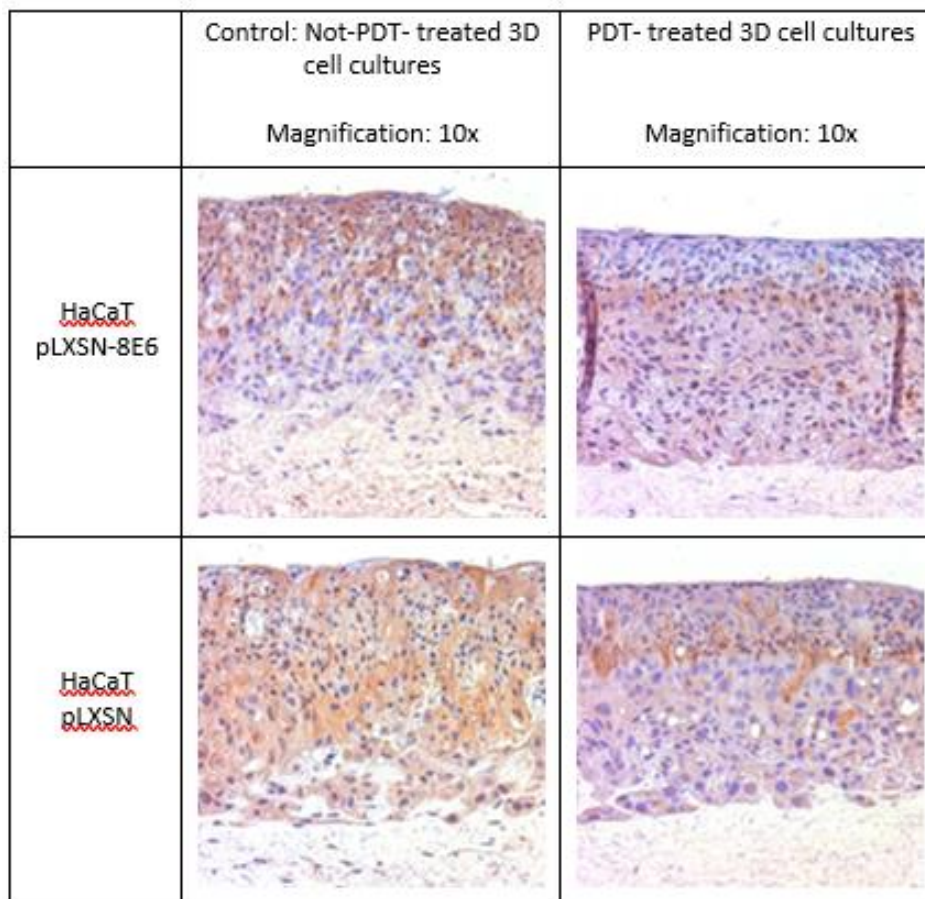 Control: Not-PDT- treated 3D
cell cultures
Magnification: 10x
PDT- treated 3D cell cultures
Magnification: 10x
HaCaT
pLXSN-8E6
HaCaT
pLXSN